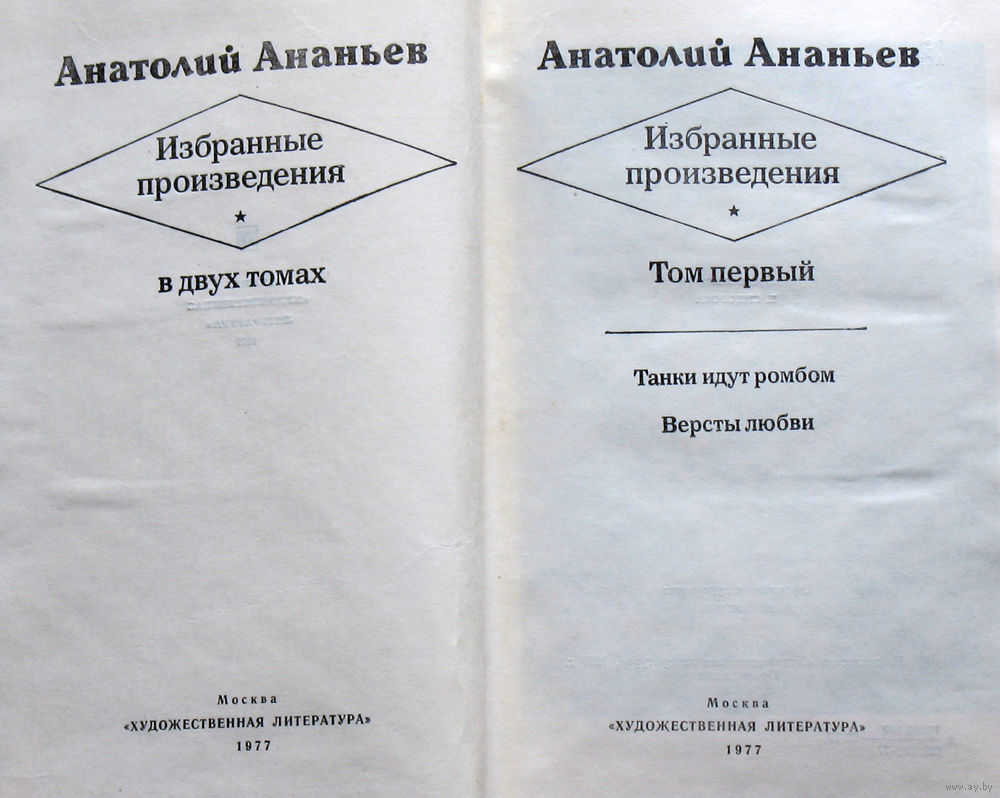 Анатолий Ананьев
Избранные
произведения
★
в двух томах
Москва
«ХУДОЖЕСТВЕННАЯ ЛИТЕРАТУРА»
1977
Анатолий Ананьев
Избранные
произведения
★
Том первый
Танки идут ромбом
Версты любви
Москва
«ХУДОЖЕСТВЕННАЯ ЛИТЕРАТУРА»
1977
www.ay.by